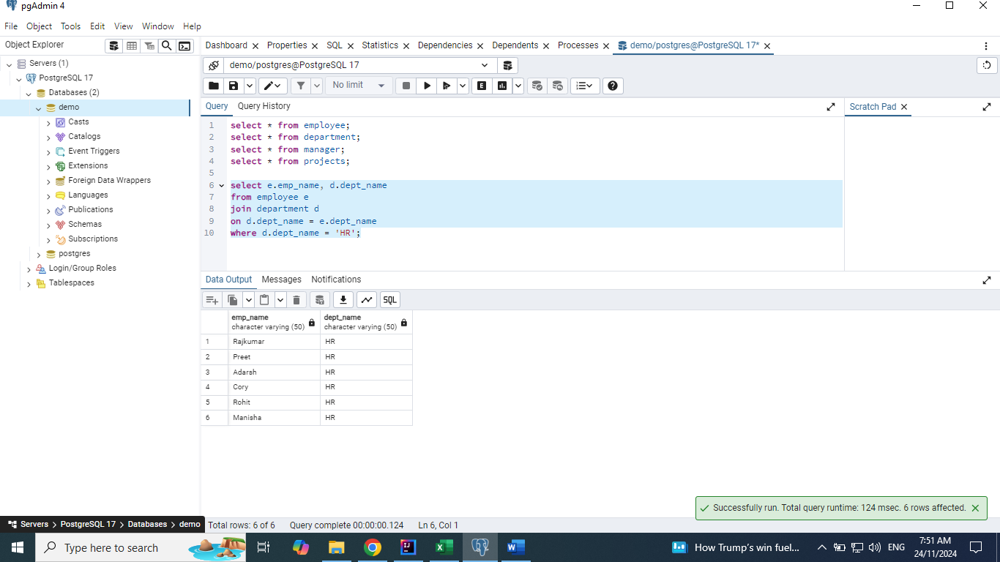 pgAdmin 4
File Object Tools Edit View Window Help
Object Explorer
Servers (1)
PostgreSQL 17
Databases (2)
demo
Casts
Catalogs
Event Triggers
Extensions
Foreign Data Wrappers
Languages
Publications
Schemas
Subscriptions
postgres
Login/Group Roles
Tablespaces
Dashboard Properties SQL Statistics Dependencies Dependents Processes demo/postgres@PostgreSQL 17*
demo/postgres@PostgreSQL 17
No limit
E
Query Query History
Scratch Pad
1 select * from employee;
2 select * from department;
3 select * from manager;
4 select * from projects;
5
6 select e.emp_name, d.dept_name
7 from employee e
8 join department d
9 on d.dept_name = e.dept_name
10 where d.dept_name = 'HR';
Data Output Messages Notifications
SQL
emp_name dept_name
character varying (50) character varying (50)
1 Rajkumar HR
2 Preet HR
3 Adarsh HR
4 Cory HR
5 Rohit HR
6 Manisha HR
Successfully run. Total query runtime: 124 msec. 6 rows affected.
Servers > PostgreSQL 17 > Databases > demo
Total rows: 6 of 6 Query complete 00:00:00.124 Ln 6, Col 1
Type here to search
How Trump's win fuel...
ENG
7:51 AM
24/11/2024